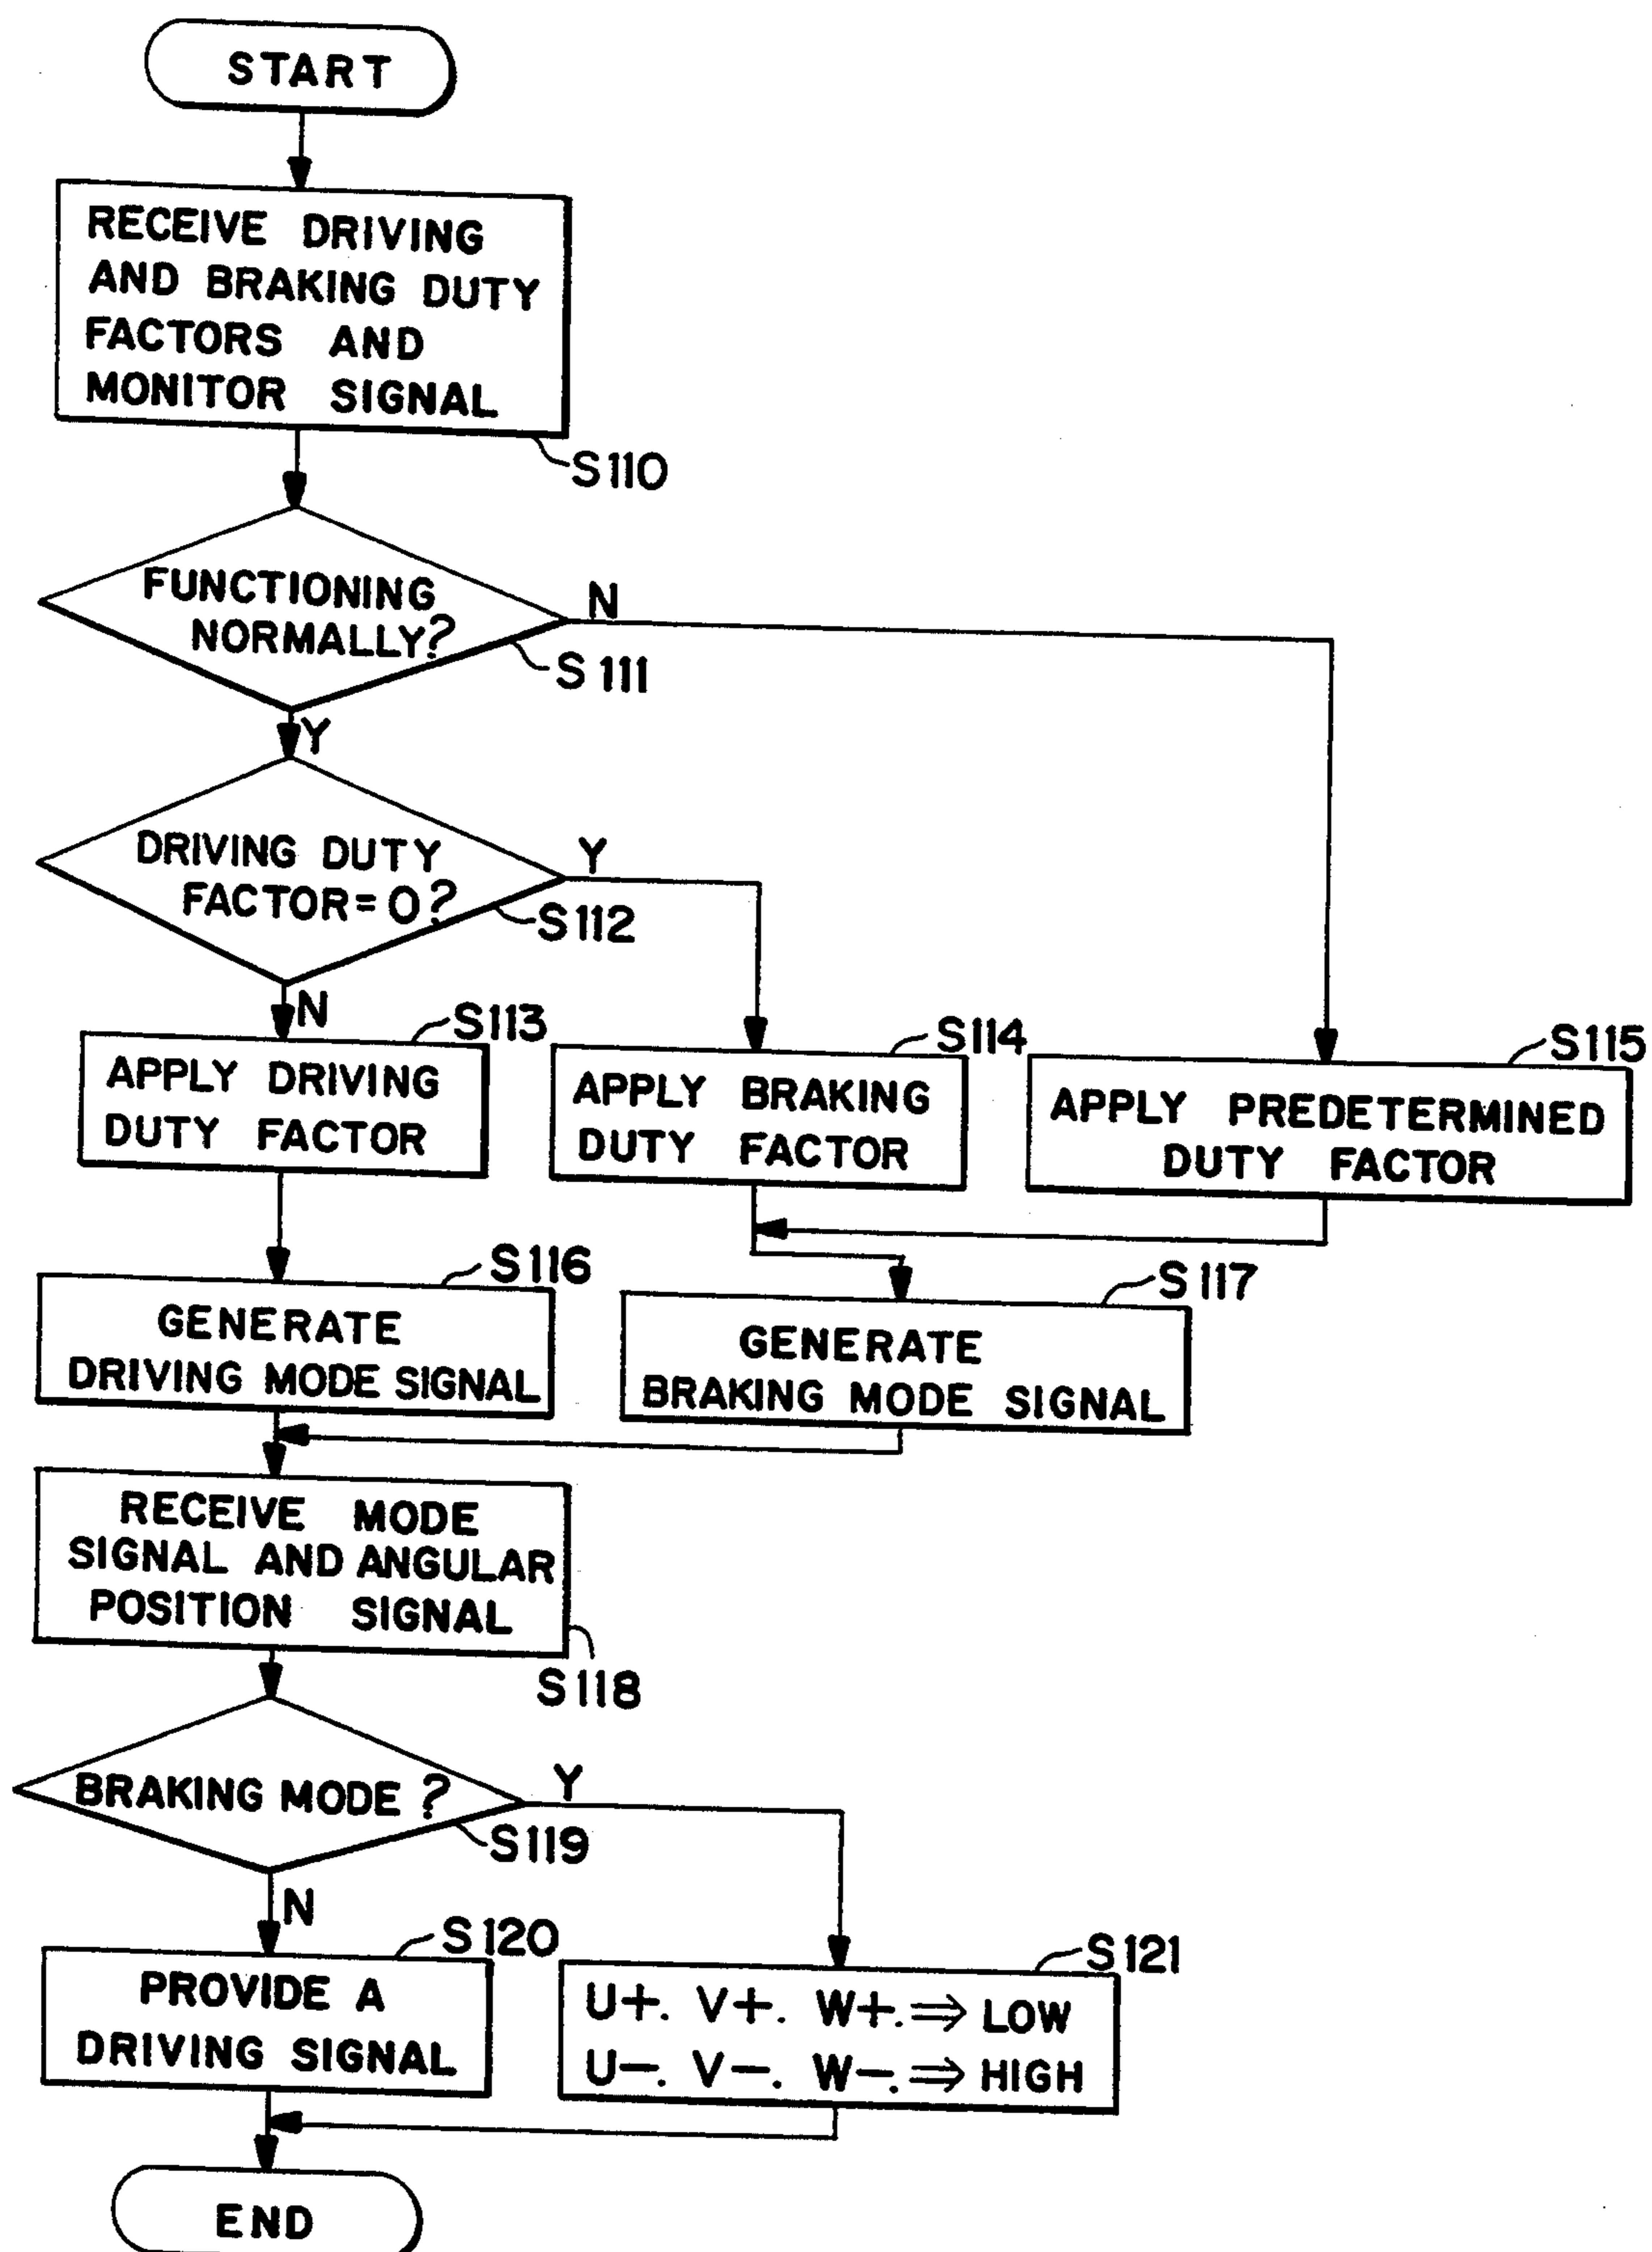 START
RECEIVE DRIVING
AND BRAKING DUTY
FACTORS AND
MONITOR SIGNAL
S110
FUNCTIONING
NORMALLY?
N
S111
Y
DRIVING DUTY
FACTOR=0?
Y
S112
N
S113
APPLY DRIVING
DUTY FACTOR
S114
APPLY BRAKING
DUTY FACTOR
S115
APPLY PREDETERMINED
DUTY FACTOR
S116
GENERATE
DRIVING MODE SIGNAL
S117
GENERATE
BRAKING MODE SIGNAL
RECEIVE MODE
SIGNAL AND ANGULAR
POSITION SIGNAL
S118
BRAKING MODE?
Y
S119
N
S120
PROVIDE A
DRIVING SIGNAL
S121
U+. V+. W+. ⇒ LOW
U−. V−. W−. ⇒ HIGH
END